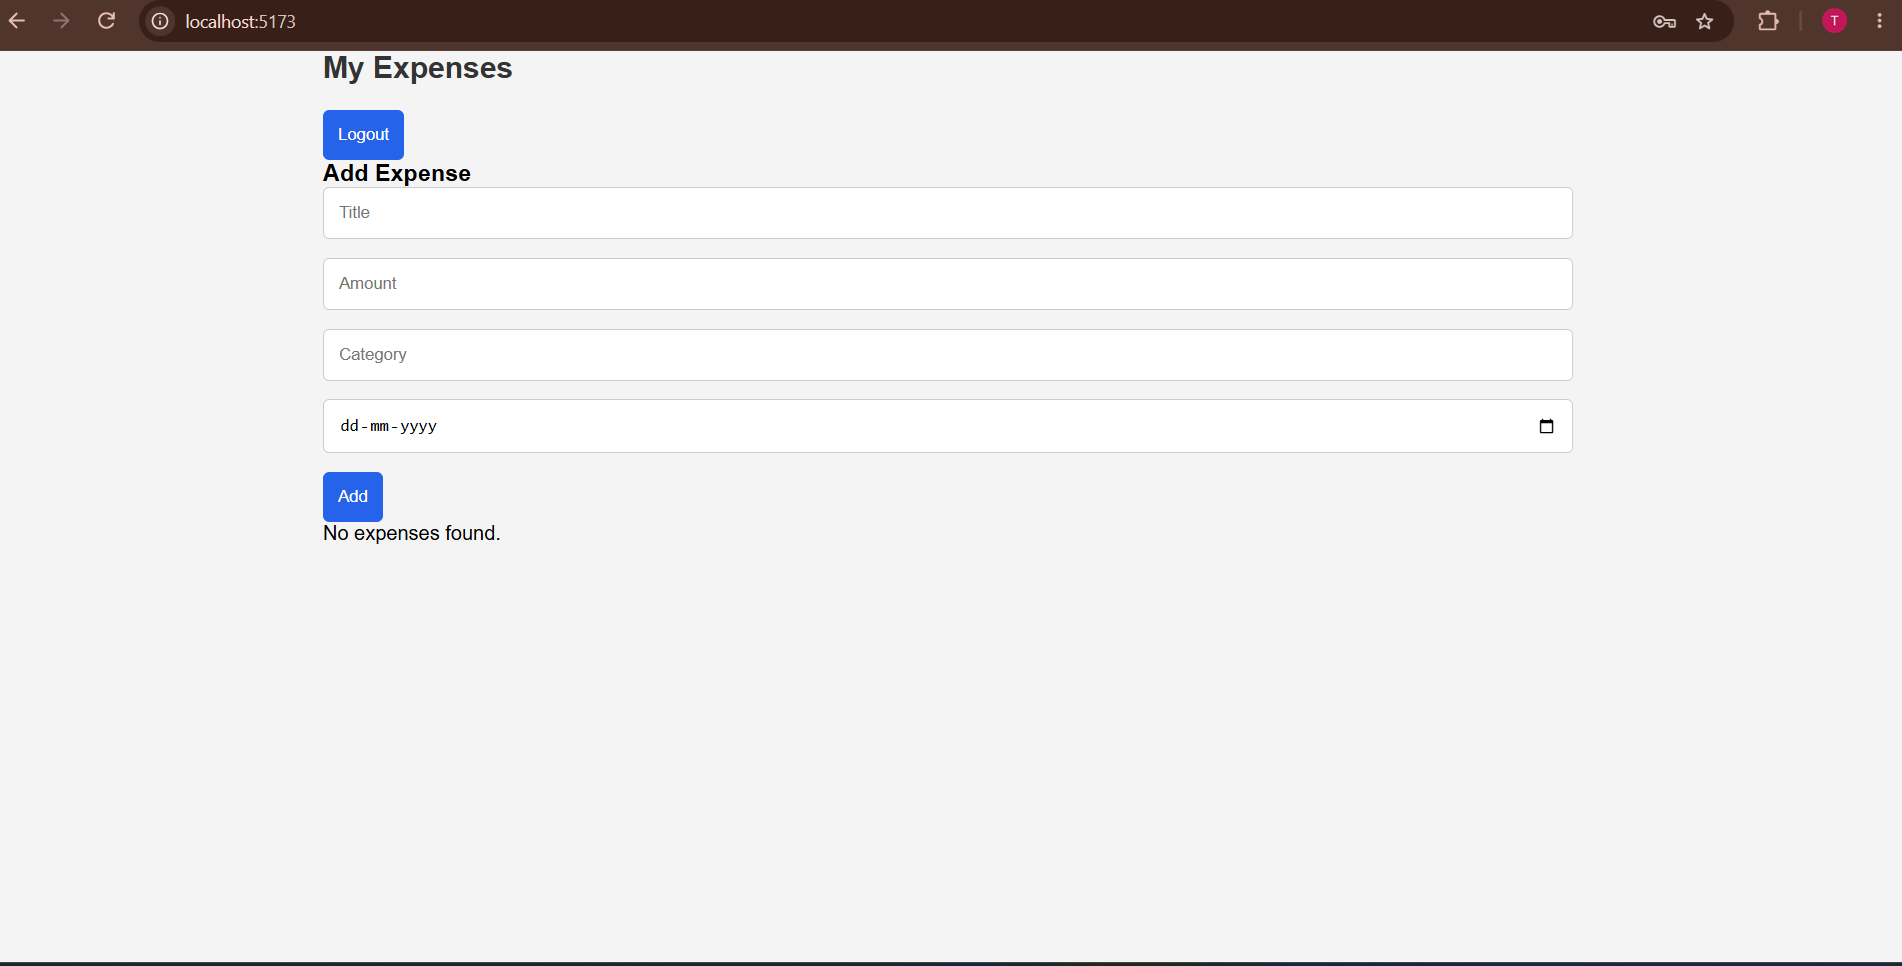 localhost:5173
T
My Expenses
Logout
Add Expense
Title
Amount
Category
dd-mm-yyyy
Add
No expenses found.